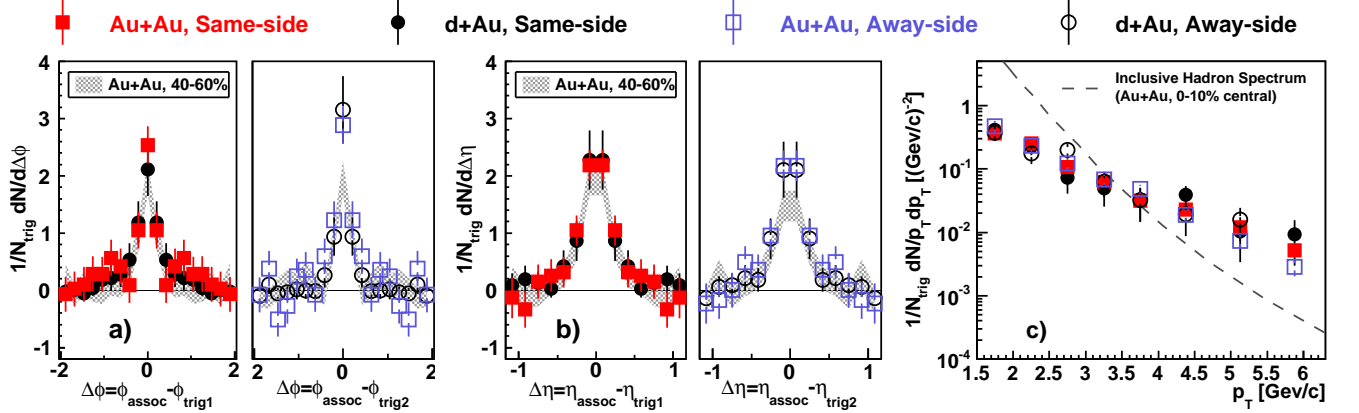 Au+Au, Same-side
d+Au, Same-side
Au+Au, Away-side
d+Au, Away-side
1/N_trig dN/dΔϕ
4
3
2
1
0
-1
Au+Au, 40-60%
a)
-2
0
2
Δϕ=ϕ_assoc-ϕ_trig1
0
2
Δϕ=ϕ_assoc-ϕ_trig2
1/N_trig dN/dΔη
4
3
2
1
0
-1
Au+Au, 40-60%
b)
-1
0
1
Δη=η_assoc-η_trig1
-1
0
1
Δη=η_assoc-η_trig2
1/N_trig dN/p_T dp_T [(Gev/c)^-2]
1
10^-1
10^-2
10^-3
10^-4
Inclusive Hadron Spectrum
(Au+Au, 0-10% central)
c)
1.5 2 2.5 3 3.5 4 4.5 5 5.5 6
p_T [Gev/c]